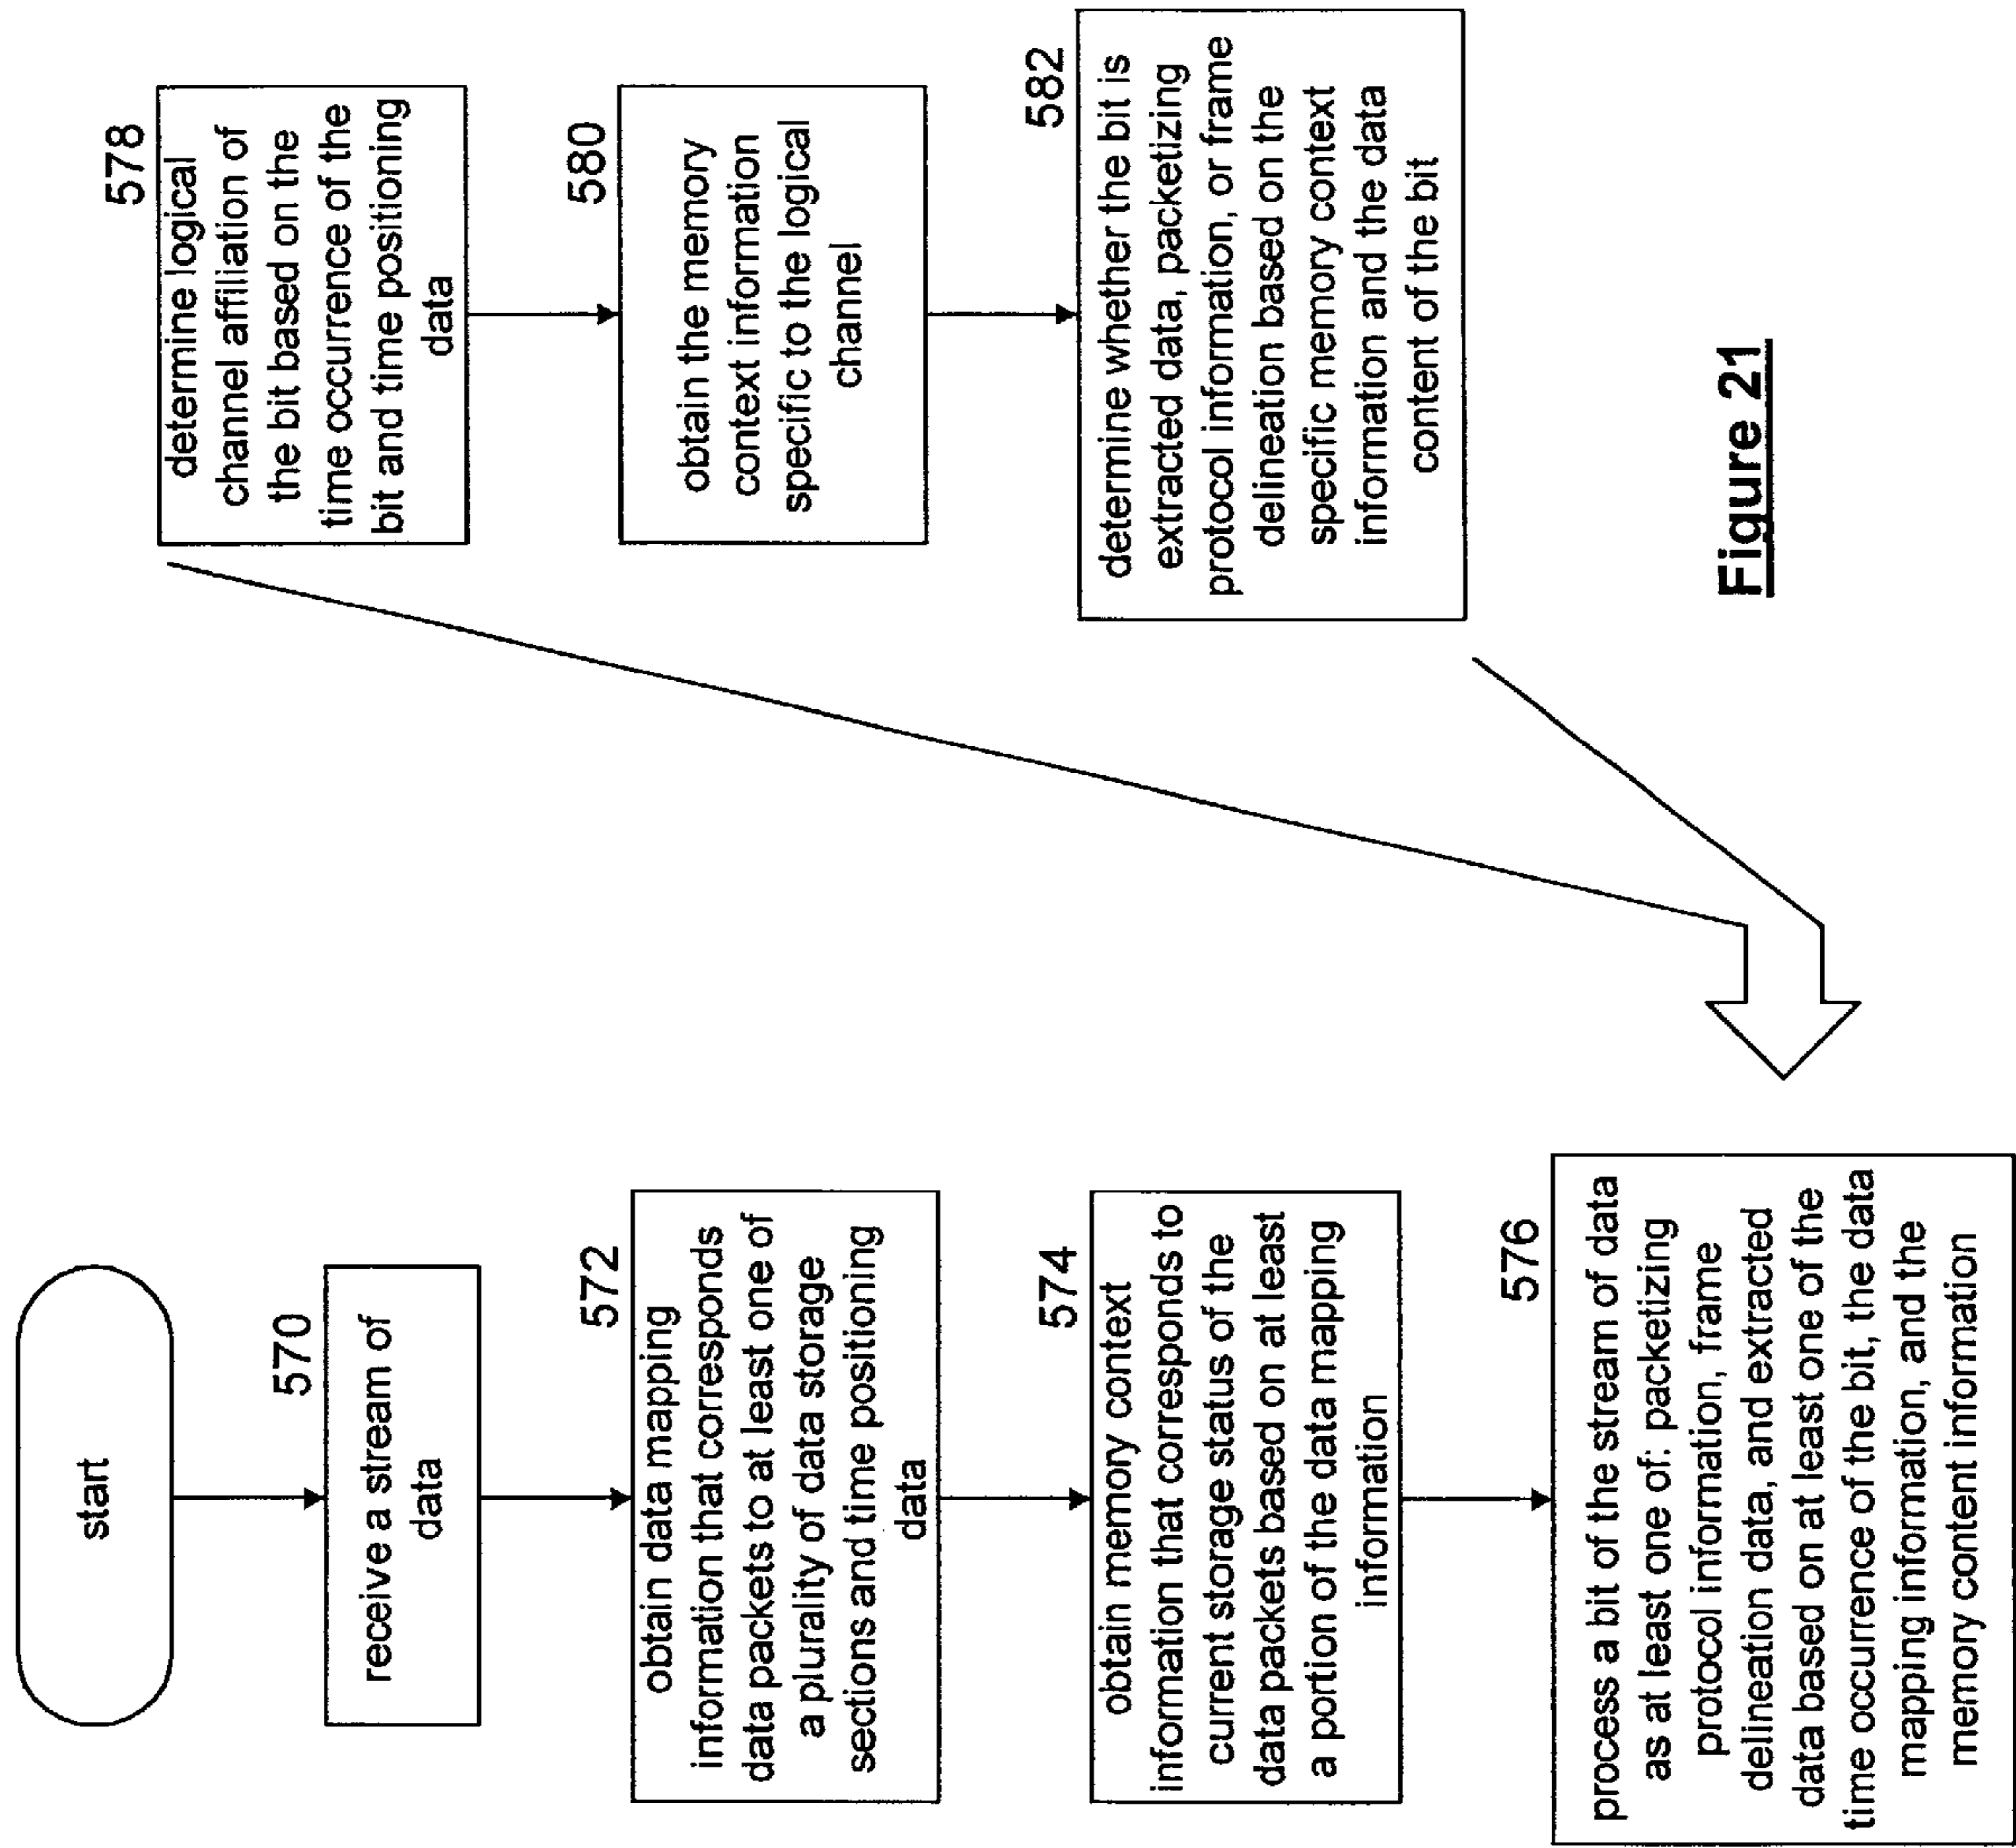 start
570
receive a stream of
data
572
obtain data mapping
information that corresponds
data packets to at least one of
a plurality of data storage
sections and time positioning
data
574
obtain memory context
information that corresponds to
current storage status of the
data packets based on at least
a portion of the data mapping
information
576
process a bit of the stream of data
as at least one of: packetizing
protocol information, frame
delineation data, and extracted
data based on at least one of the
time occurrence of the bit, the data
mapping information, and the
memory content information
578
determine logical
channel affiliation of
the bit based on the
time occurrence of the
bit and time positioning
data
580
obtain the memory
context information
specific to the logical
channel
582
determine whether the bit is
extracted data, packetizing
protocol information, or frame
delineation based on the
specific memory context
information and the data
content of the bit
Figure 21